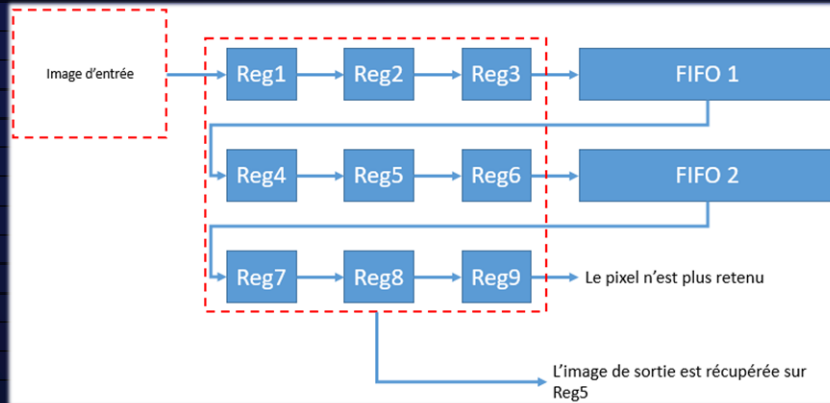 Image d'entrée
Reg1
Reg2
Reg3
FIFO 1
Reg4
Reg5
Reg6
FIFO 2
Reg7
Reg8
Reg9
Le pixel n'est plus retenu
L'image de sortie est récupérée sur
Reg5